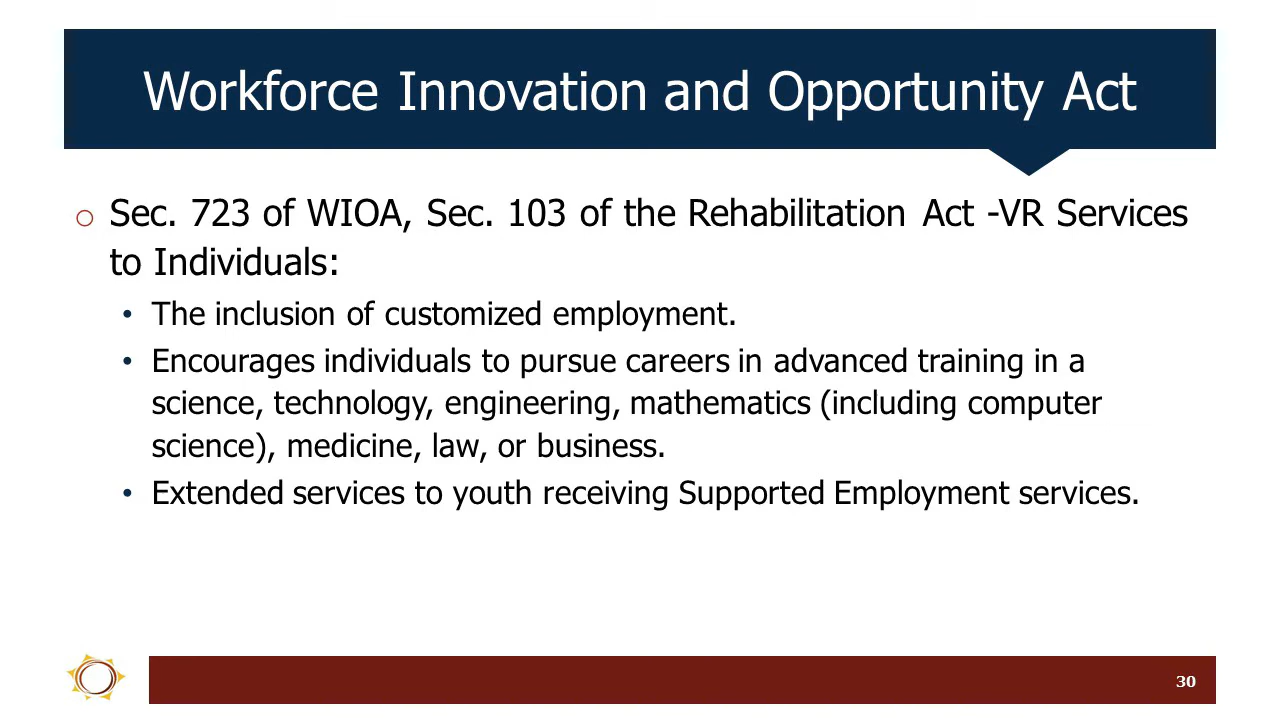 Workforce Innovation and Opportunity Act
o Sec. 723 of WIOA, Sec. 103 of the Rehabilitation Act -VR Services
to Individuals:
• The inclusion of customized employment.
• Encourages individuals to pursue careers in advanced training in a
science, technology, engineering, mathematics (including computer
science), medicine, law, or business.
• Extended services to youth receiving Supported Employment services.
30